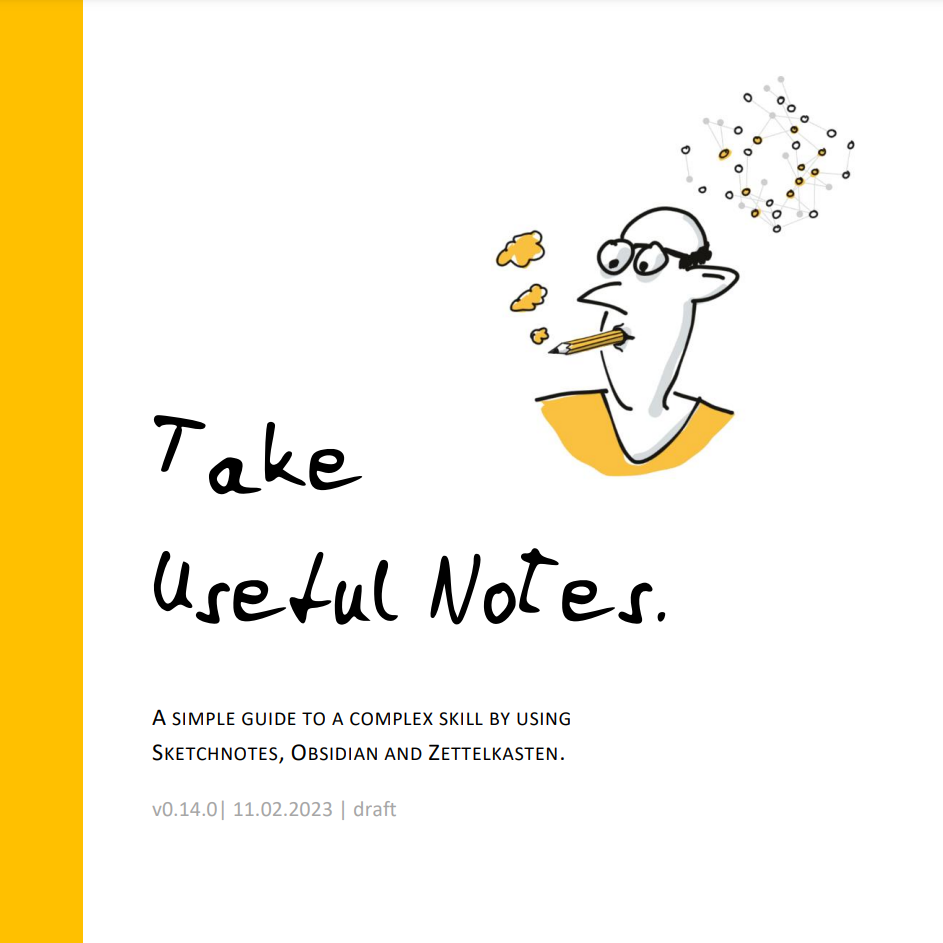 Take
Useful Notes.
A SIMPLE GUIDE TO A COMPLEX SKILL BY USING
SKETCHNOTES, OBSIDIAN AND ZETTELKASTEN.
v0.14.0| 11.02.2023 | draft